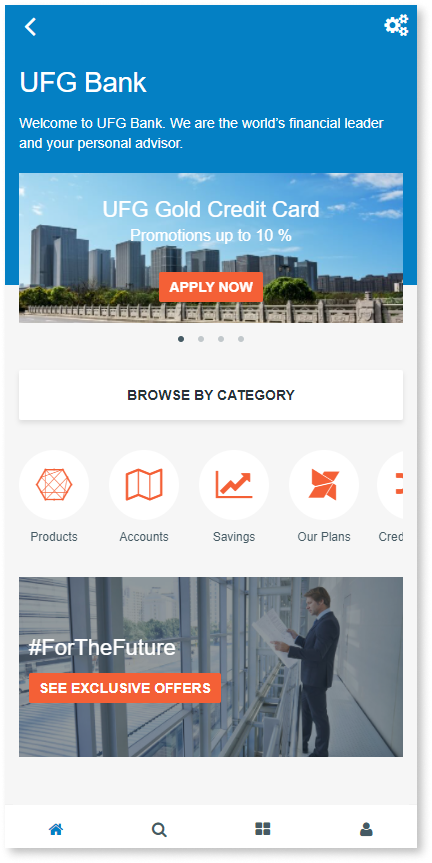 UFG Bank
Welcome to UFG Bank. We are the world's financial leader
and your personal advisor.
UFG Gold Credit Card
Promotions up to 10 %
APPLY NOW
BROWSE BY CATEGORY
Products Accounts Savings Our Plans Cred
#ForTheFuture
SEE EXCLUSIVE OFFERS